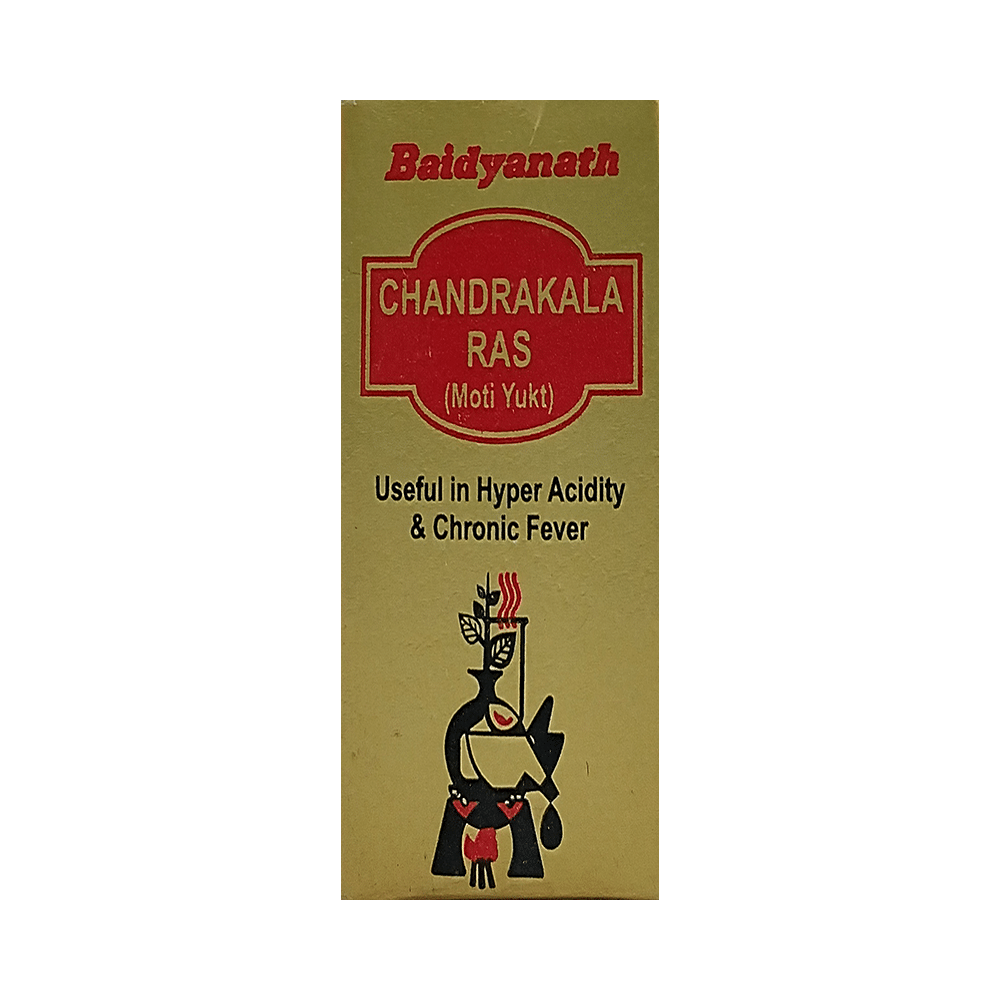 Baidyanath
CHANDRAKALA
RAS
(Moti Yukt)
Useful in Hyper Acidity
& Chronic Fever